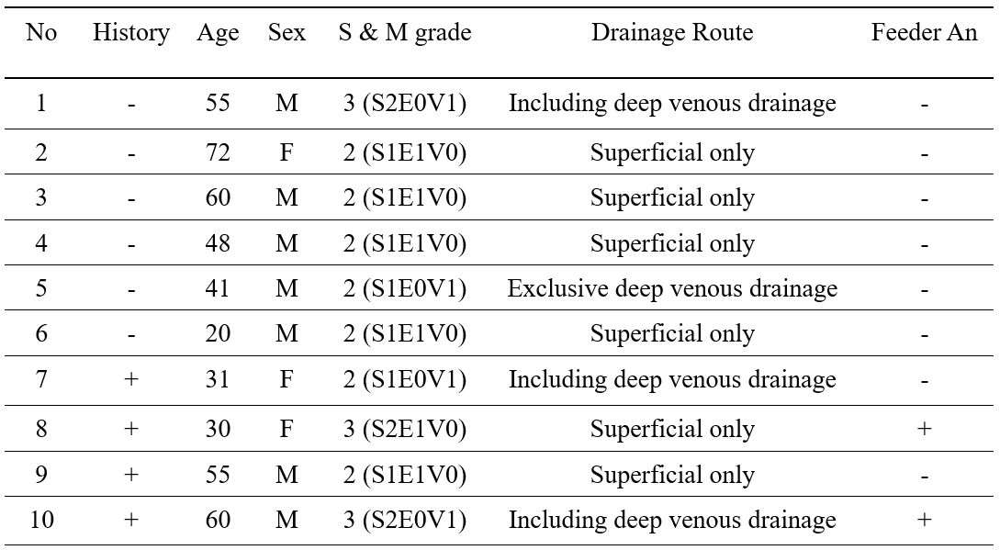 No History Age Sex S & M grade Drainage Route Feeder An
1 - 55 M 3 (S2E0V1) Including deep venous drainage -
2 - 72 F 2 (S1E1V0) Superficial only -
3 - 60 M 2 (S1E1V0) Superficial only -
4 - 48 M 2 (S1E1V0) Superficial only -
5 - 41 M 2 (S1E0V1) Exclusive deep venous drainage -
6 - 20 M 2 (S1E1V0) Superficial only -
7 + 31 F 2 (S1E0V1) Including deep venous drainage -
8 + 30 F 3 (S2E1V0) Superficial only +
9 + 55 M 2 (S1E1V0) Superficial only -
10 + 60 M 3 (S2E0V1) Including deep venous drainage +